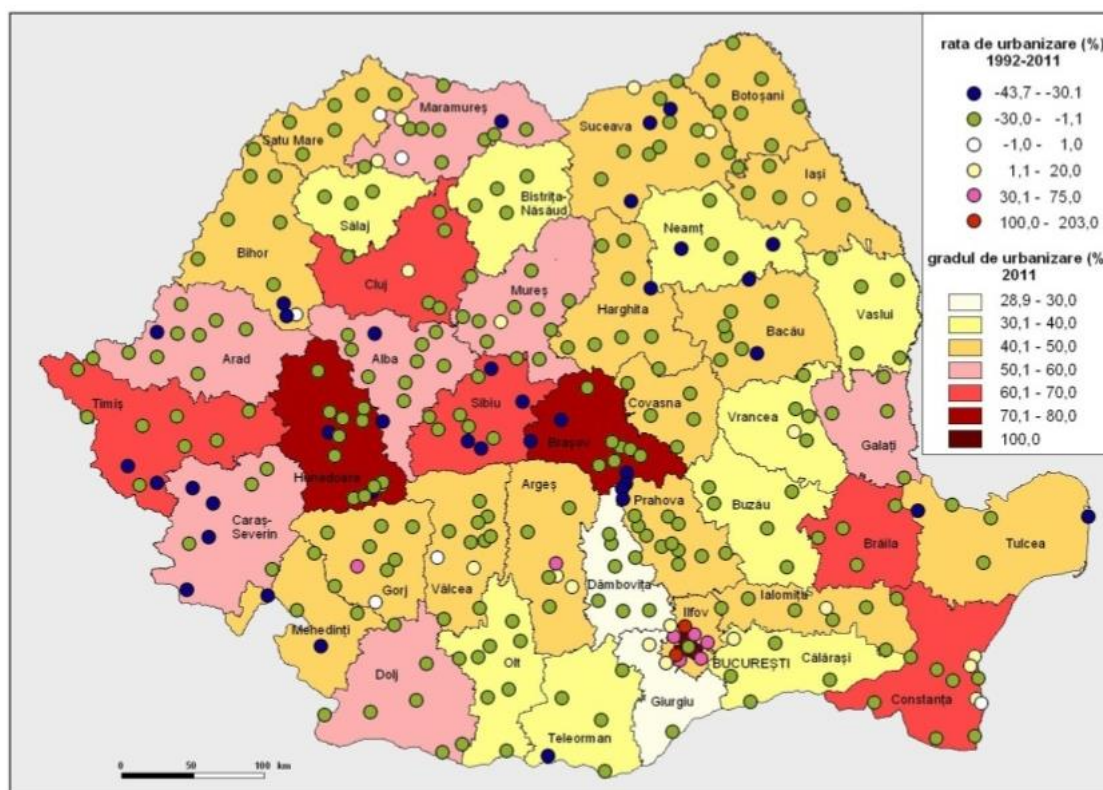 rata de urbanizare (%)
1992-2011
-43,7 - -30.1
-30,0 - -1,1
-1,0 - 1,0
1,1 - 20,0
30,1 - 75,0
100,0 - 203,0
gradul de urbanizare (%
2011
28,9 - 30,0
30,1 - 40,0
40,1 - 50,0
50,1 - 60,0
60,1 - 70,0
70,1 - 80,0
100,0
Botoșani
Maramureș
Suceava
Satu Mare
Iași
Bistrița-
Năsăud
Sălaj
Neamț
Bihor
Cluj
Mureș
Harghita
Vaslui
Bacău
Arad
Alba
Timiș
Sibiu
Covasna
Vrancea
Brașov
Galați
Hunedoara
Argeș
Prahova
Buzău
Caraș-
Severin
Brăila
Tulcea
Dâmbovița
Gorj
Vâlcea
Ialomița
Ilfov
Mehedinți
Olt
BUCUREȘTI
Călărași
Dolj
Giurgiu
Constanța
Teleorman
0 50 100 km